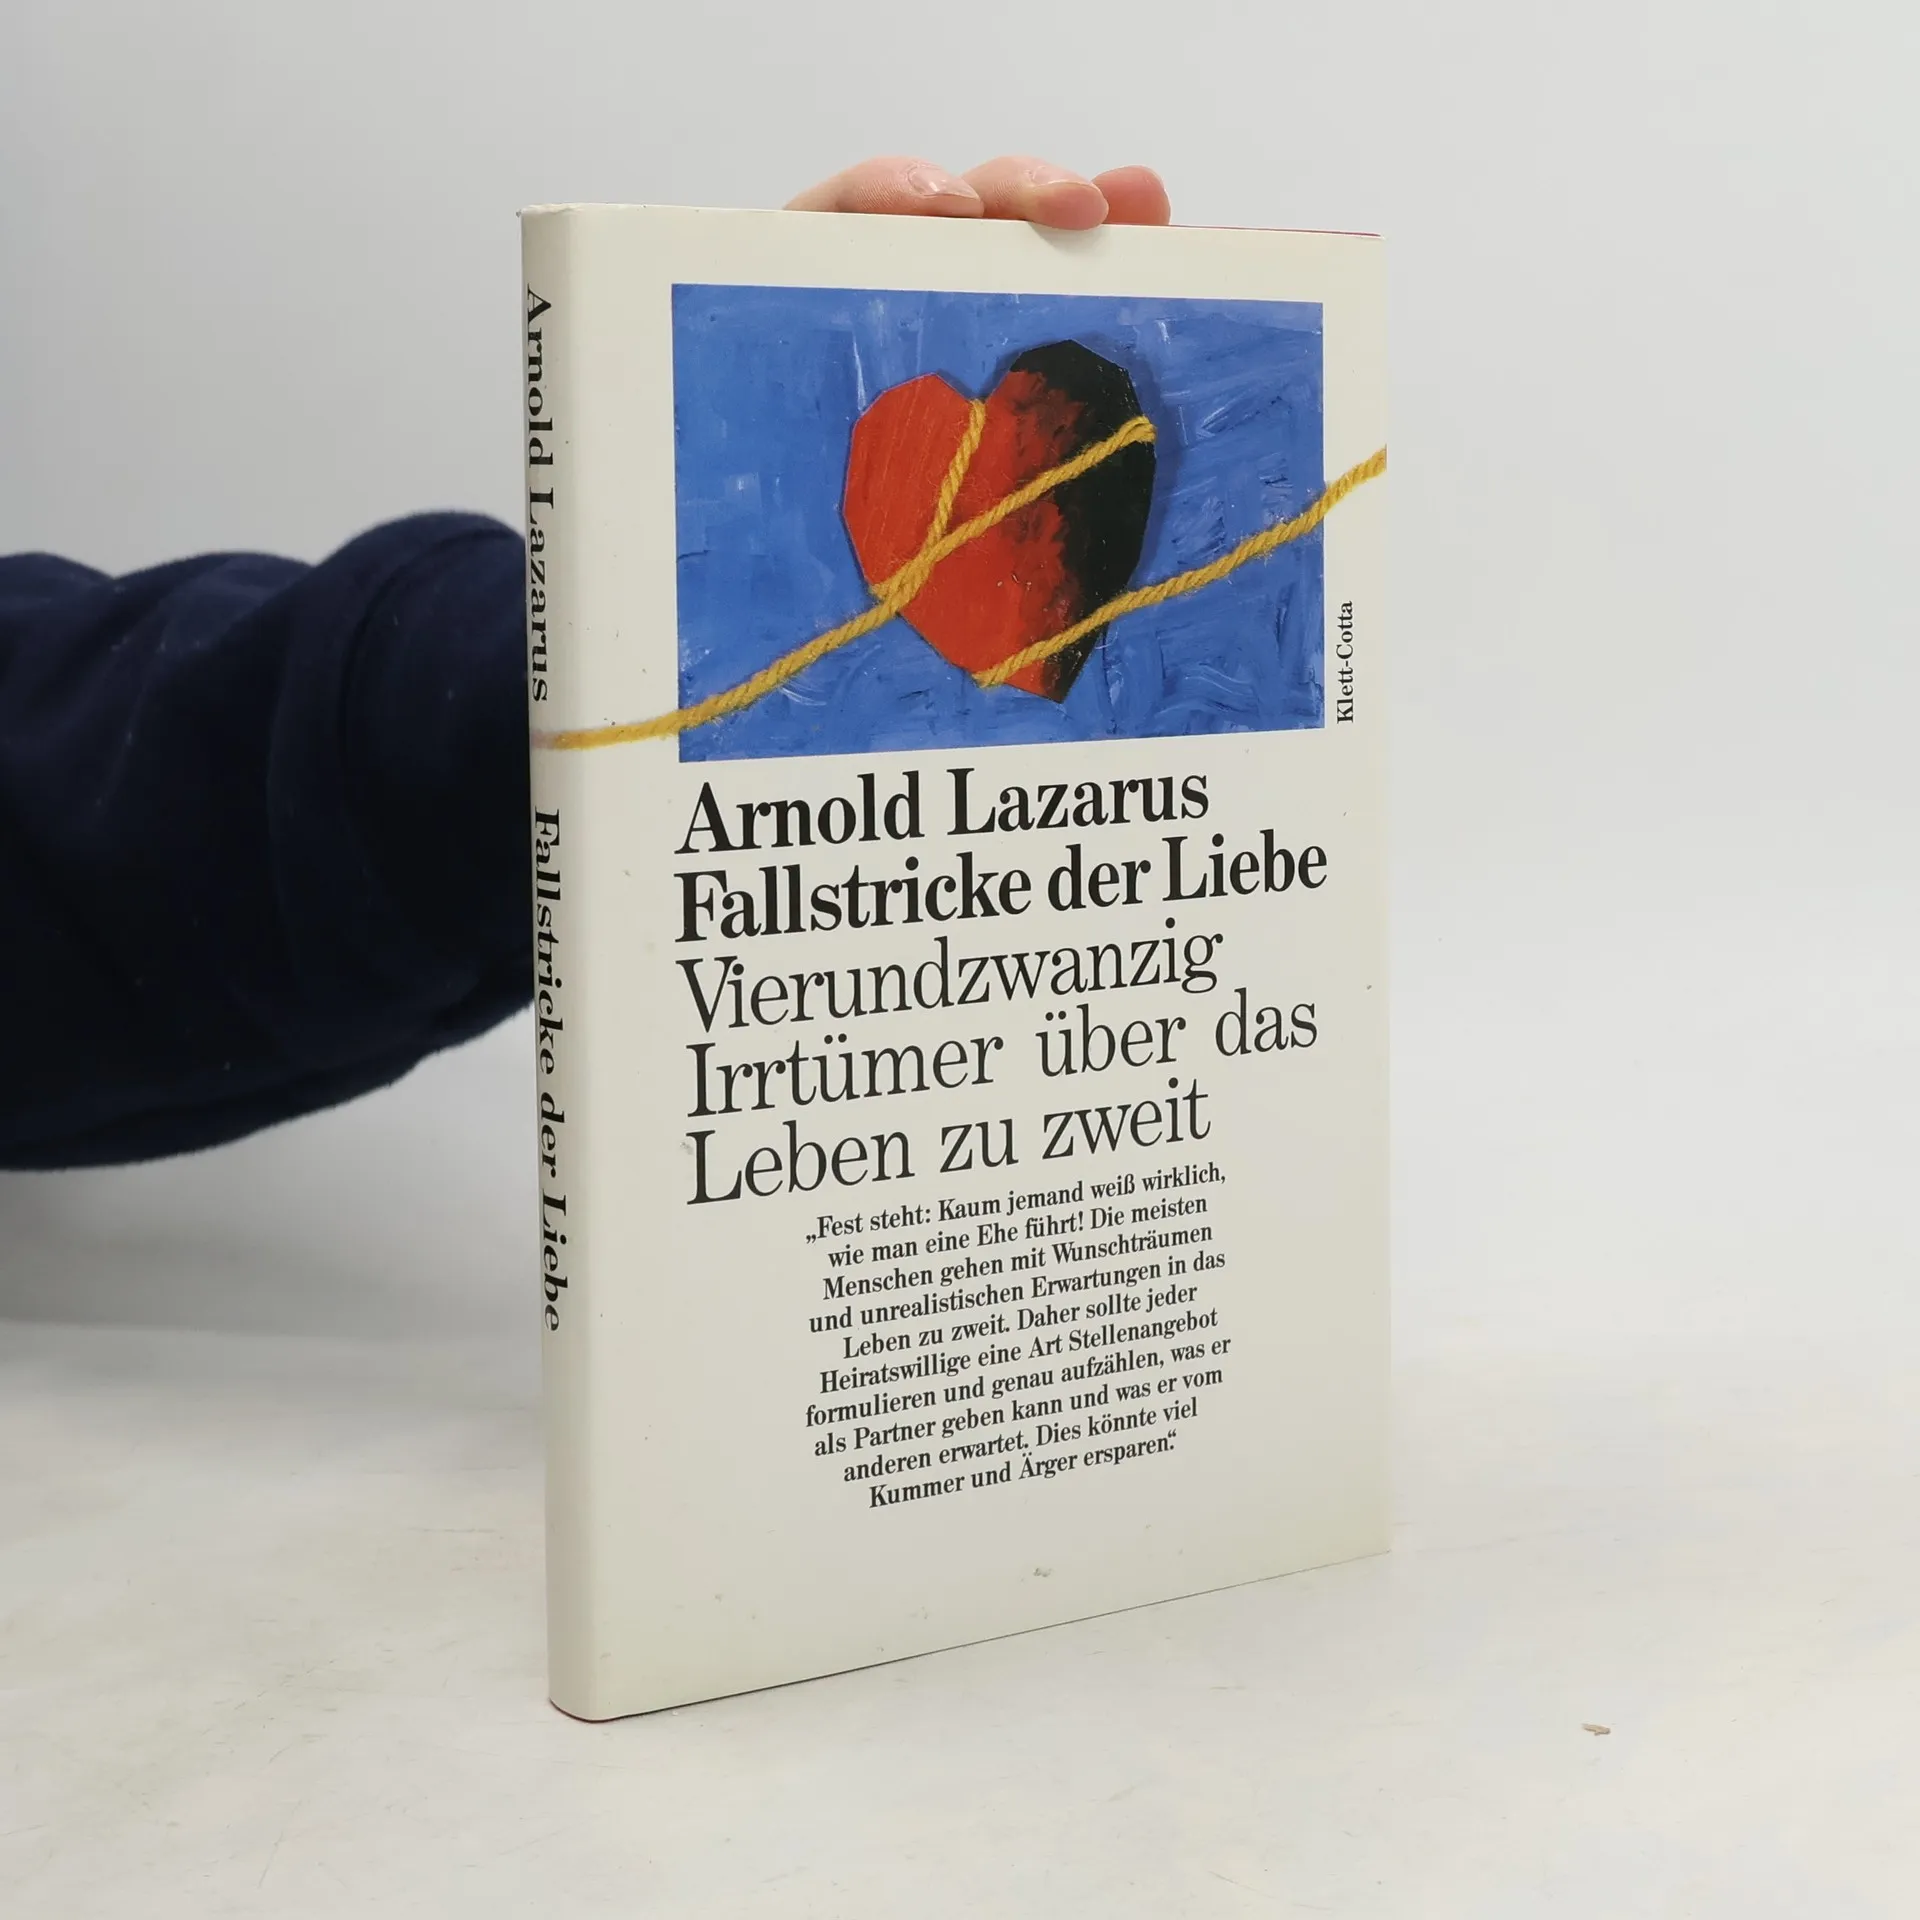 Arnold Lazarus Fallstricke der Liebe
Klett-Cotta
Arnold Lazarus
Fallstricke der Liebe
Vierundzwanzig
Irrtümer über das
Leben zu zweit
„Fest steht: Kaum jemand weiß wirklich,
wie man eine Ehe führt! Die meisten
Menschen gehen mit Wunschträumen
und unrealistischen Erwartungen in das
Leben zu zweit. Daher sollte jeder
Heiratswillige eine Art Stellenangebot
formulieren und genau aufzählen, was er
als Partner geben kann und was er vom
anderen erwartet. Dies könnte viel
Kummer und Ärger ersparen.“